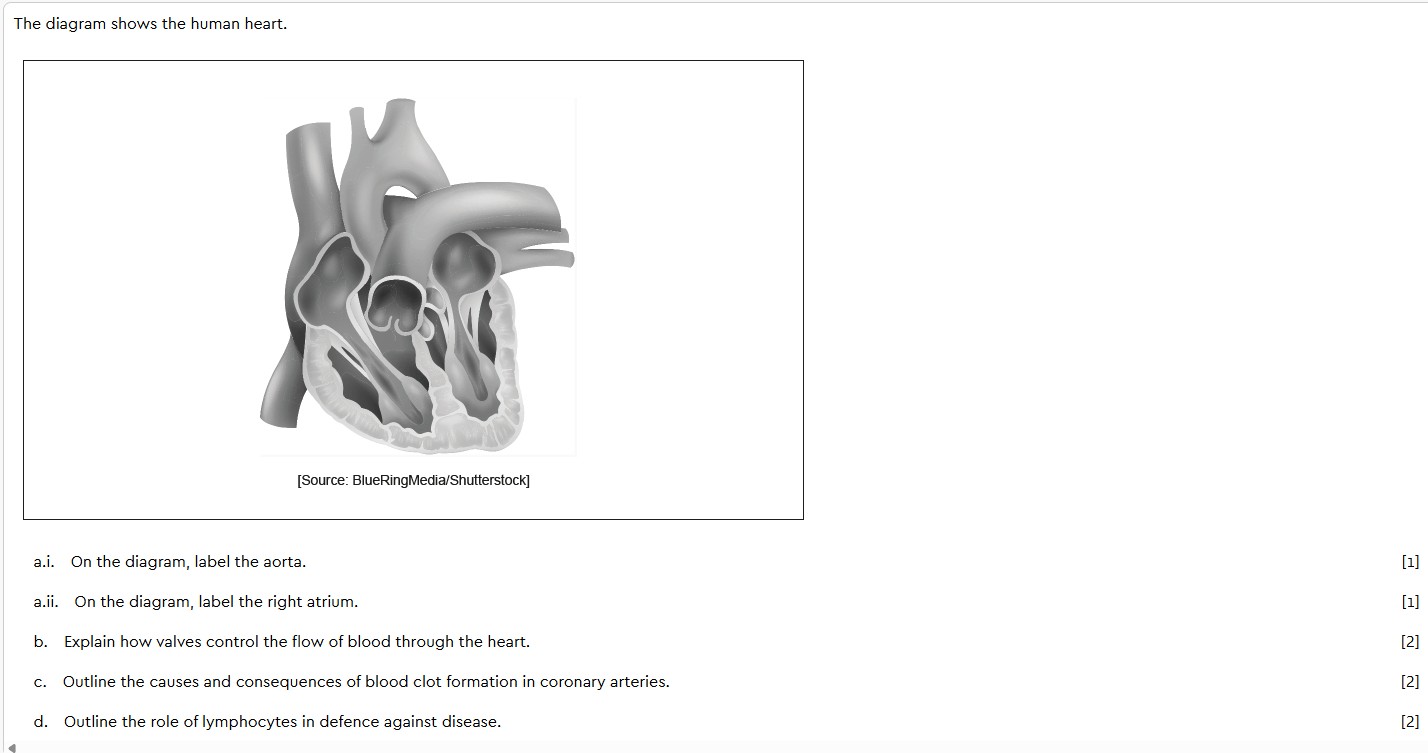 The diagram shows the human heart.
[Source: BlueRingMedia/Shutterstock]
a.i. On the diagram, label the aorta. [1]
a.ii. On the diagram, label the right atrium. [1]
b. Explain how valves control the flow of blood through the heart. [2]
c. Outline the causes and consequences of blood clot formation in coronary arteries. [2]
d. Outline the role of lymphocytes in defence against disease. [2]